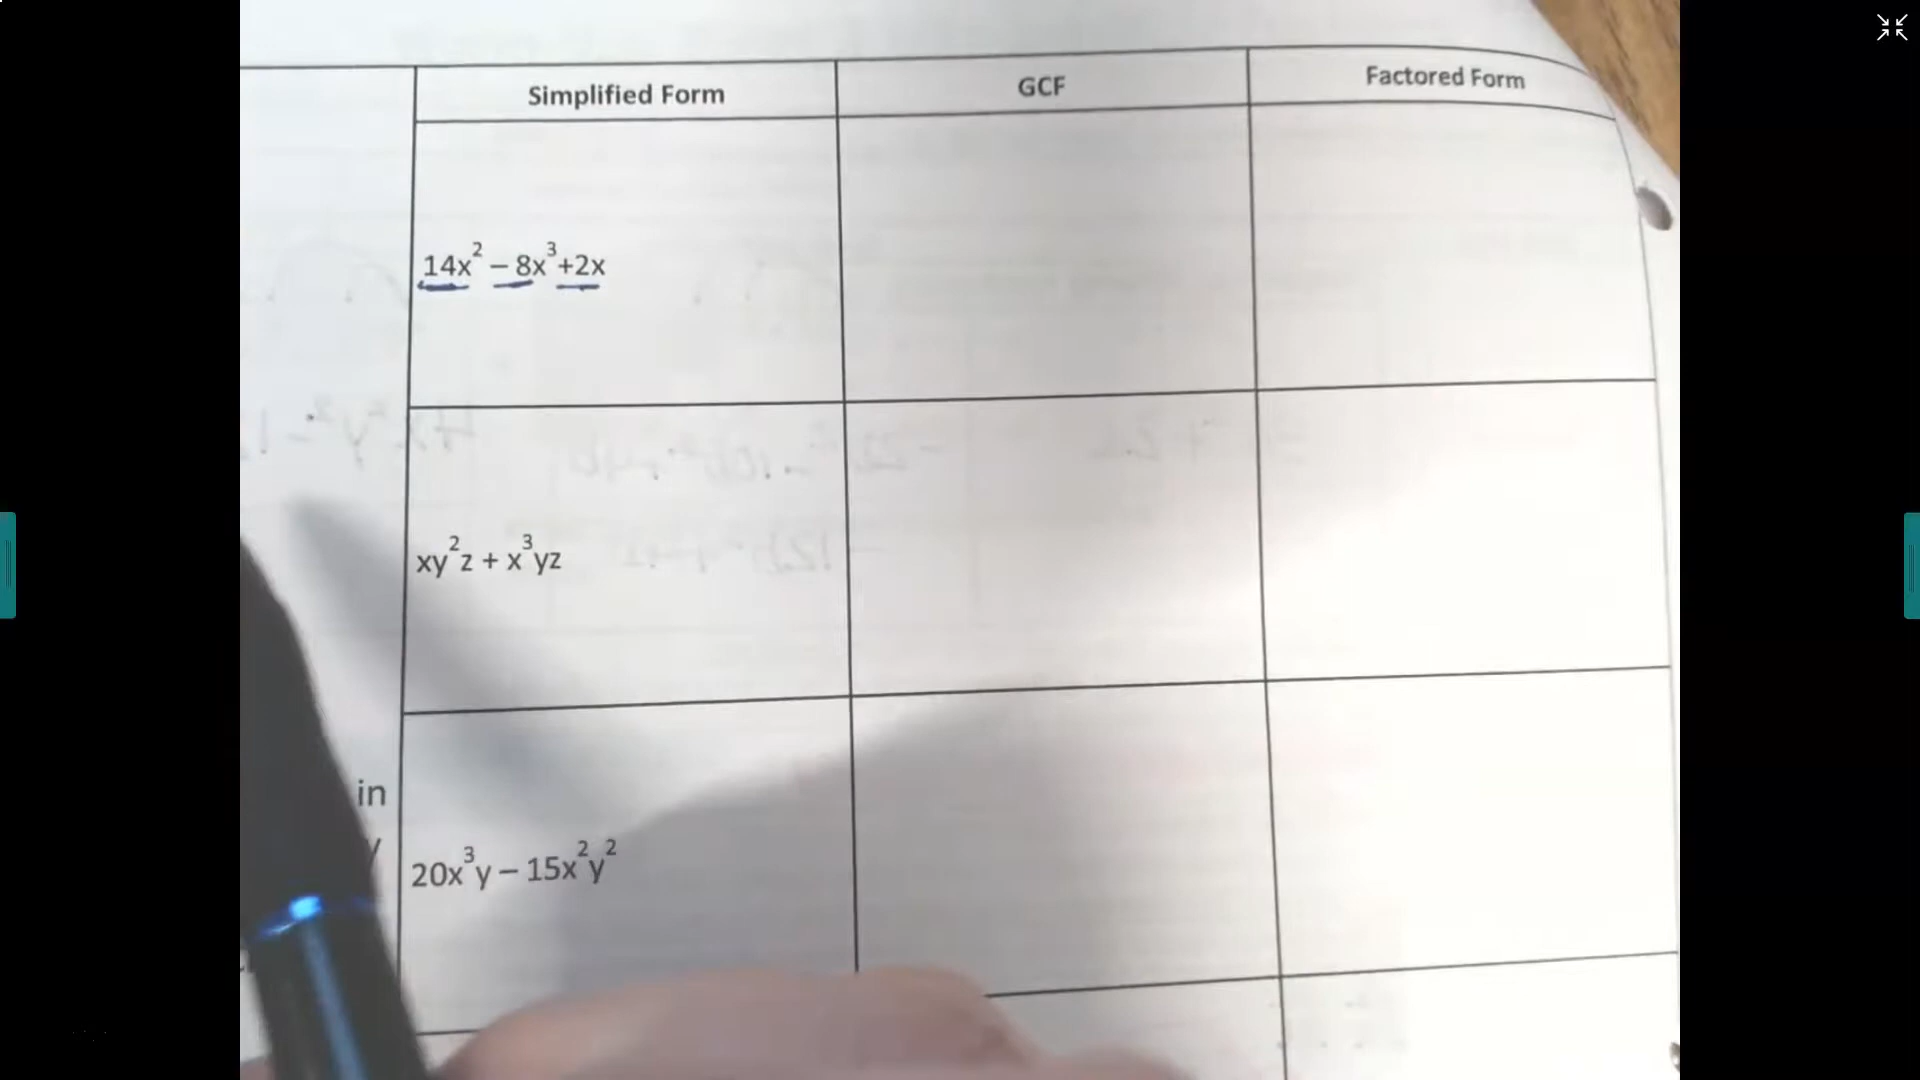 Simplified Form
GCF
Factored Form
14x² – 8x³+2x
xy²z + x³yz
in
y
20x³y – 15x²y²